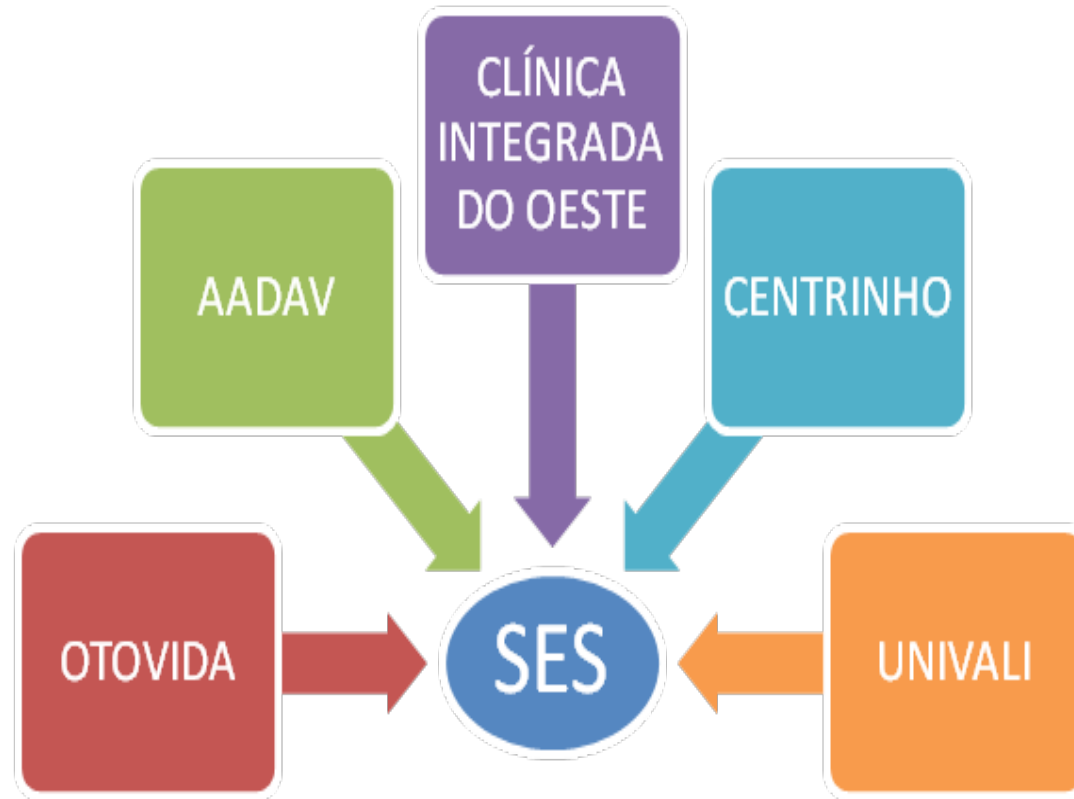 CLÍNICA
INTEGRADA
DO OESTE
AADAV
CENTRINHO
OTOVIDA
SES
UNIVALI